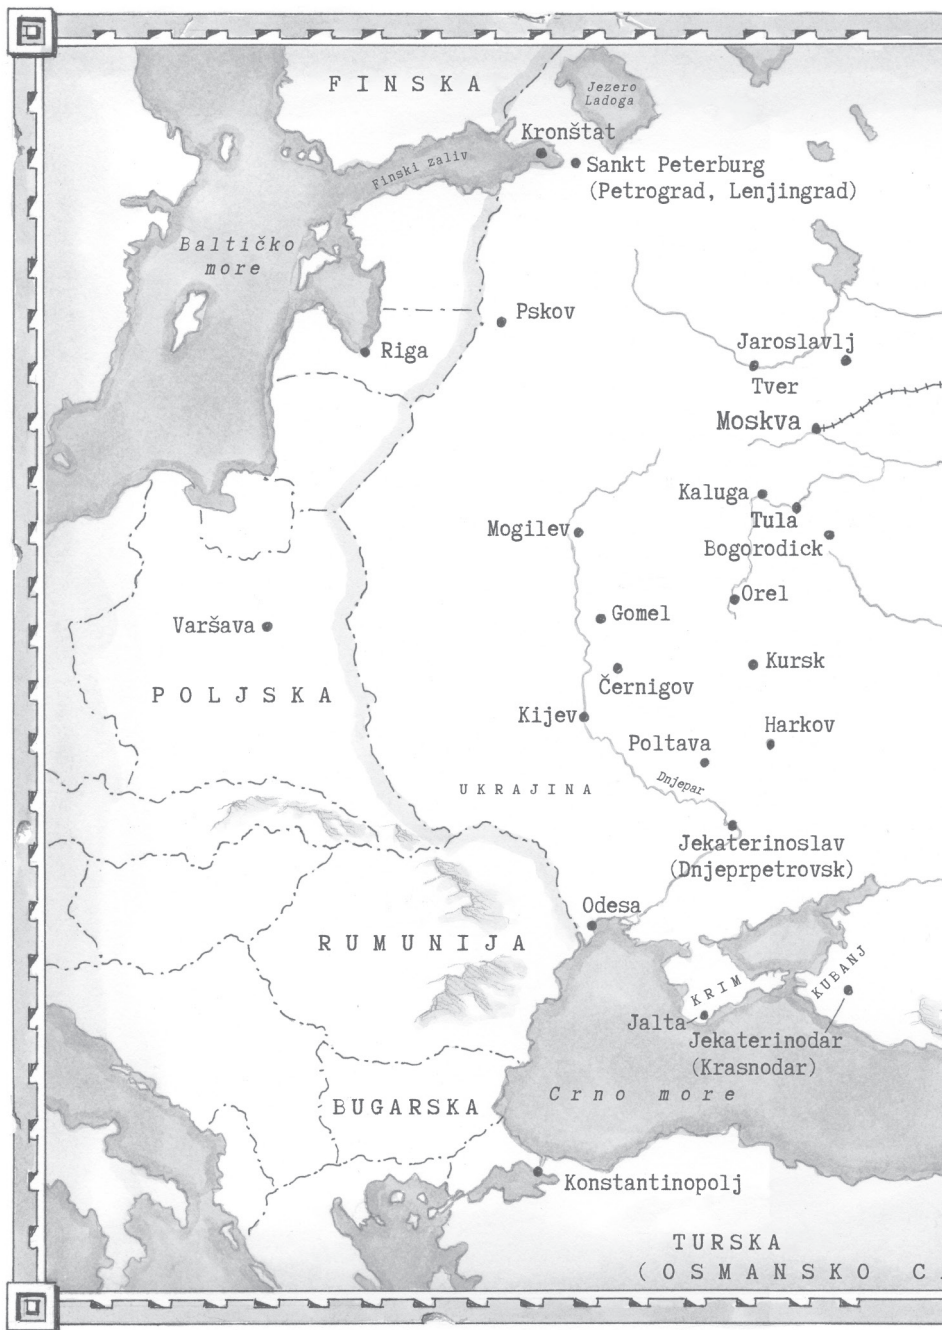 FINSKA
Jezero
Ladoga
Kronštat
Finski zaliv
Sankt Peterburg
(Petrograd, Lenjingrad)
Baltičko
more
Pskov
Riga
Jaroslavlj
Tver
Moskva
Kaluga
Tula
Mogilev
Bogorodick
Orel
Gomel
Varšava
Kursk
Černigov
POLJSKA
Kijev
Harkov
Poltava
Dnjepar
UKRAJINA
Jekaterinoslav
(Dnjeprpetrovsk)
Odesa
RUMUNIJA
KRIM
KUBANJ
Jalta
Jekaterinodar
(Krasnodar)
Crno more
BUGARSKA
Konstantinopolj
TURSKA
(OSMANSKO C